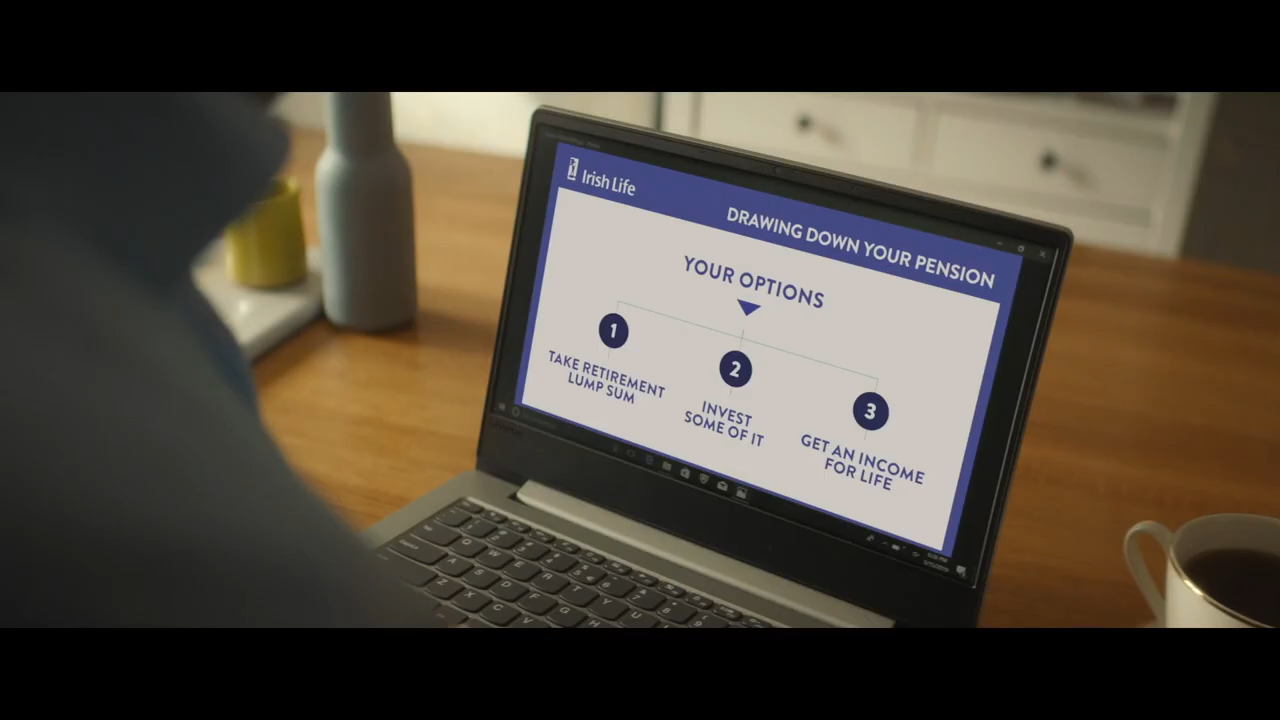 Irish Life
DRAWING DOWN YOUR PENSION
YOUR OPTIONS
1
TAKE RETIREMENT
LUMP SUM
2
INVEST
SOME OF IT
3
GET AN INCOME
FOR LIFE